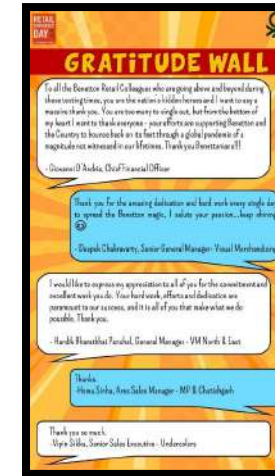 RETAIL
EMPLOYEES'
DAY
GRATITUDE WALL
To all the Benetton Retail Colleagues who are going above and beyond during
these testing times, you are the nation's hidden heroes and I want to say a
massive thank you. You are too many to single out, but from the bottom of
my heart I want to thank everyone - your efforts are supporting Benetton and
the Country to bounce back on its feet through a global pandemic of a
magnitude not witnessed in our lifetimes. Thank you Benettonians!!!
- Giovanni D'Andria, Chief Financial Officer
Thank you for the amazing dedication and hard work every single day
to spread the Benetton magic, I salute your passion...keep shining
- Deepak Chakravarty, Senior General Manager- Visual Merchandising
I would like to express my appreciation to all of you for the commitment and
excellent work you do. Your hard work, efforts and dedication are
paramount to our success, and it is all of you that make what we do
possible. Thank you.
- Hardik Bharatbhai Panchal, General Manager - VM North & East
Thanks.
-Hemu Sinha, Area Sales Manager - MP & Chattishgarh
Thank you so much.
-Vipin Sikka, Senior Sales Executive - Undercolors